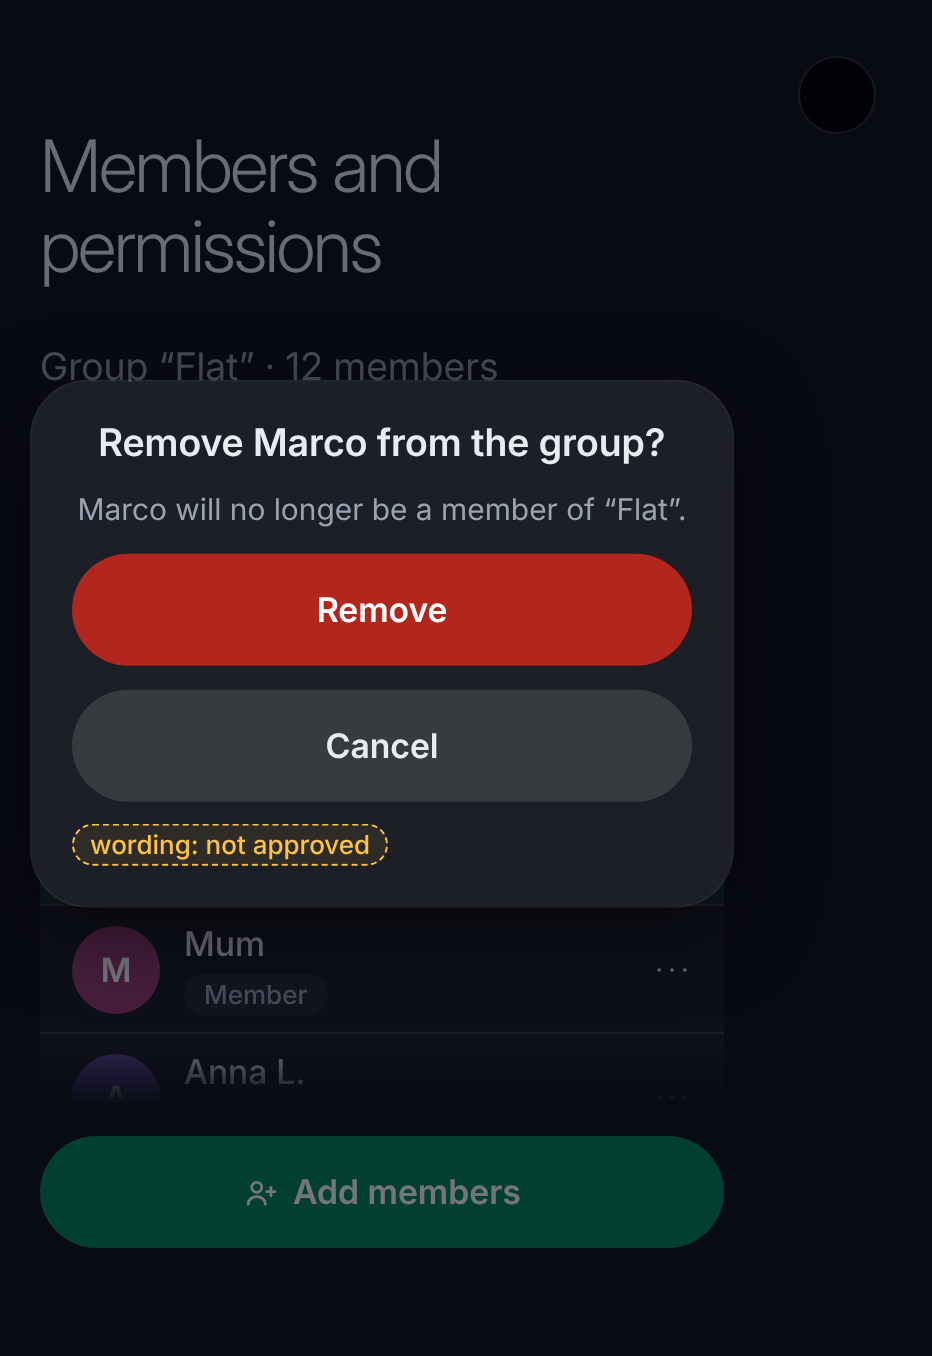 Members and
permissions
Group “Flat” · 12 members
Remove Marco from the group?
Marco will no longer be a member of “Flat”.
Remove
Cancel
wording: not approved
M
Mum
Member
...
A
Anna L.
...
Add members